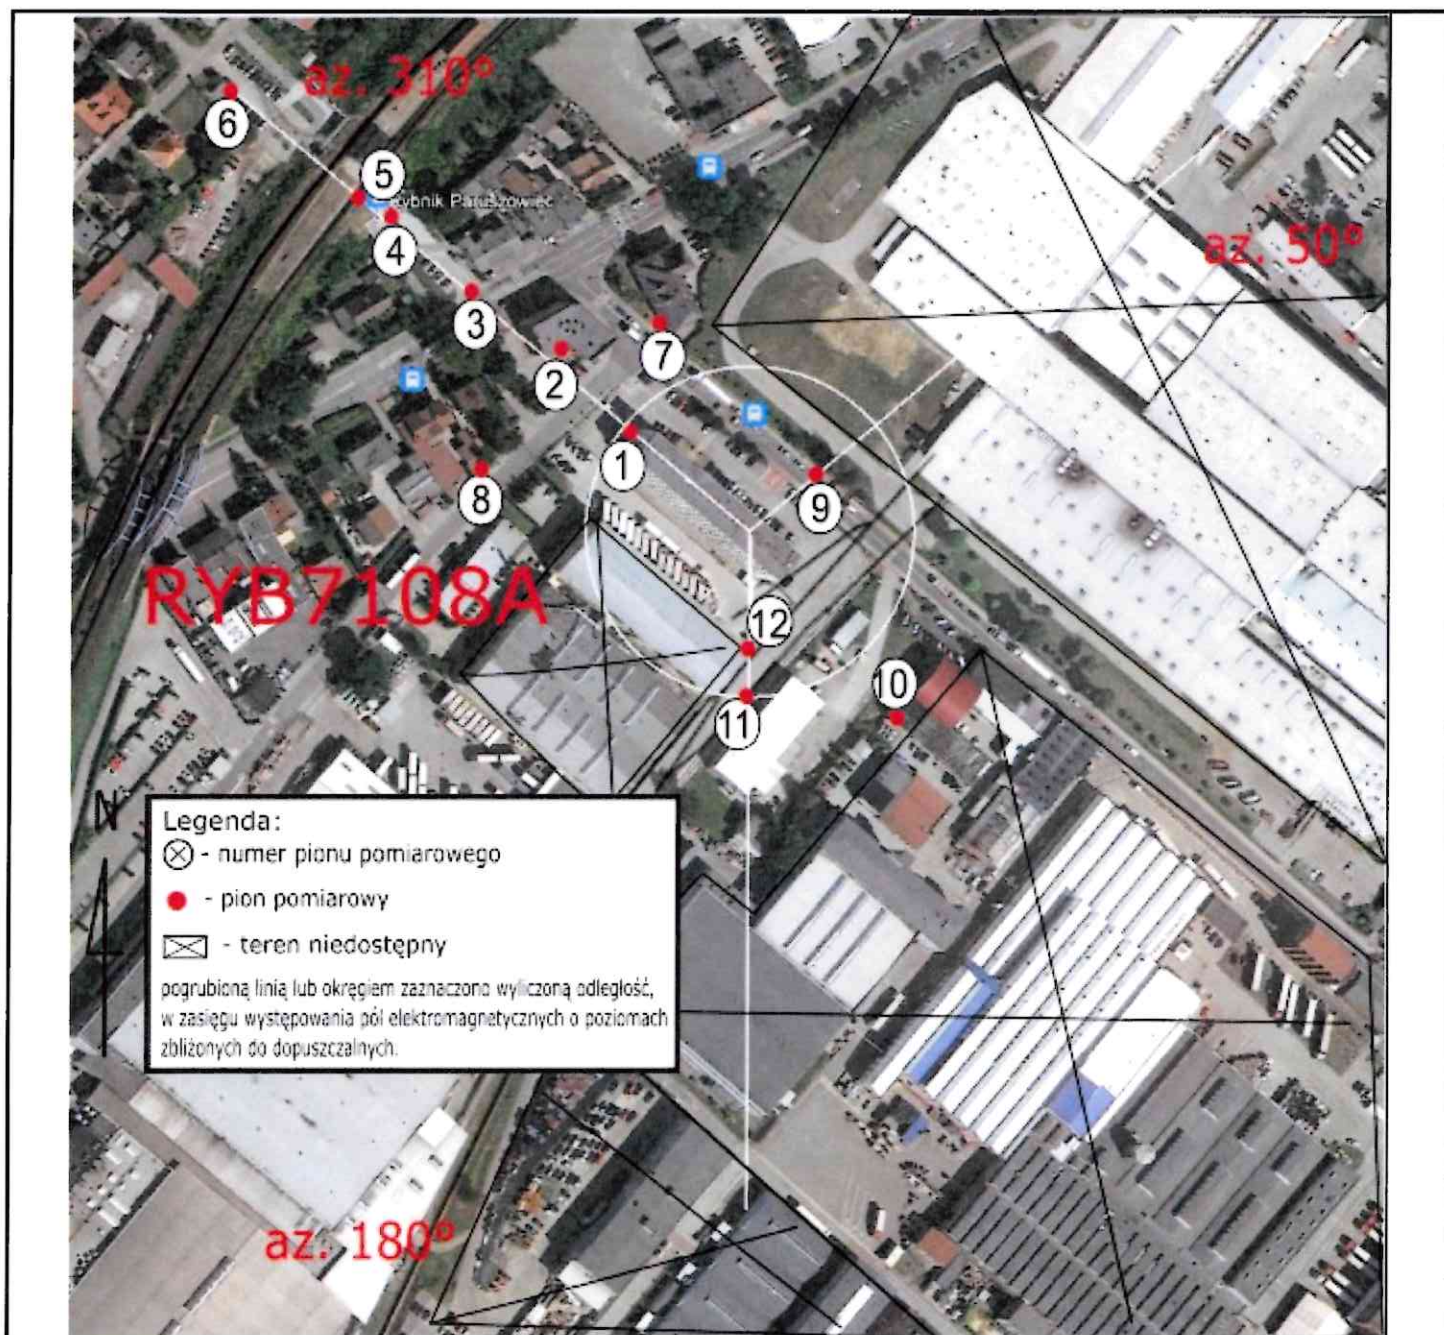 az. 310°
6
5
Rybnik Paruszowiec
4
az. 50°
3
7
2
1
9
8
RYB7108A
12
10
11
N
Legenda:
- numer pionu pomiarowego
- pion pomiarowy
- teren niedostępny
pogrubioną linią lub okręgiem zaznaczono wyliczoną odległość,
w zasięgu występowania pól elektromagnetycznych o poziomach
zbliżonych do dopuszczalnych.
az. 180°